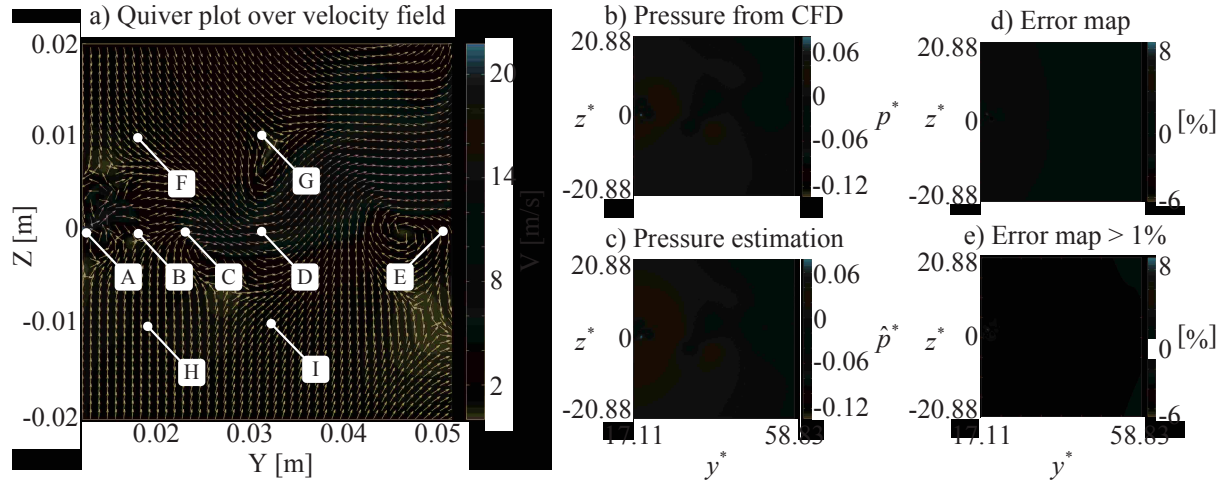 a) Quiver plot over velocity field
0.02
0.01
0
-0.01
-0.02
Z [m]
0.02
0.03
0.04
0.05
Y [m]
A
B
C
D
E
F
G
H
I
20
14
8
2
V [m/s]
b) Pressure from CFD
20.88
z* 0
-20.88
0.06
0
-0.06
-0.12
p*
c) Pressure estimation
20.88
z* 0
-20.88
17.11 58.83
y*
0.06
0
-0.06
-0.12
p̂*
d) Error map
20.88
z* 0
-20.88
8
0
-6
[%]
e) Error map > 1%
20.88
z* 0
-20.88
17.11 58.83
y*
8
0
-6
[%]